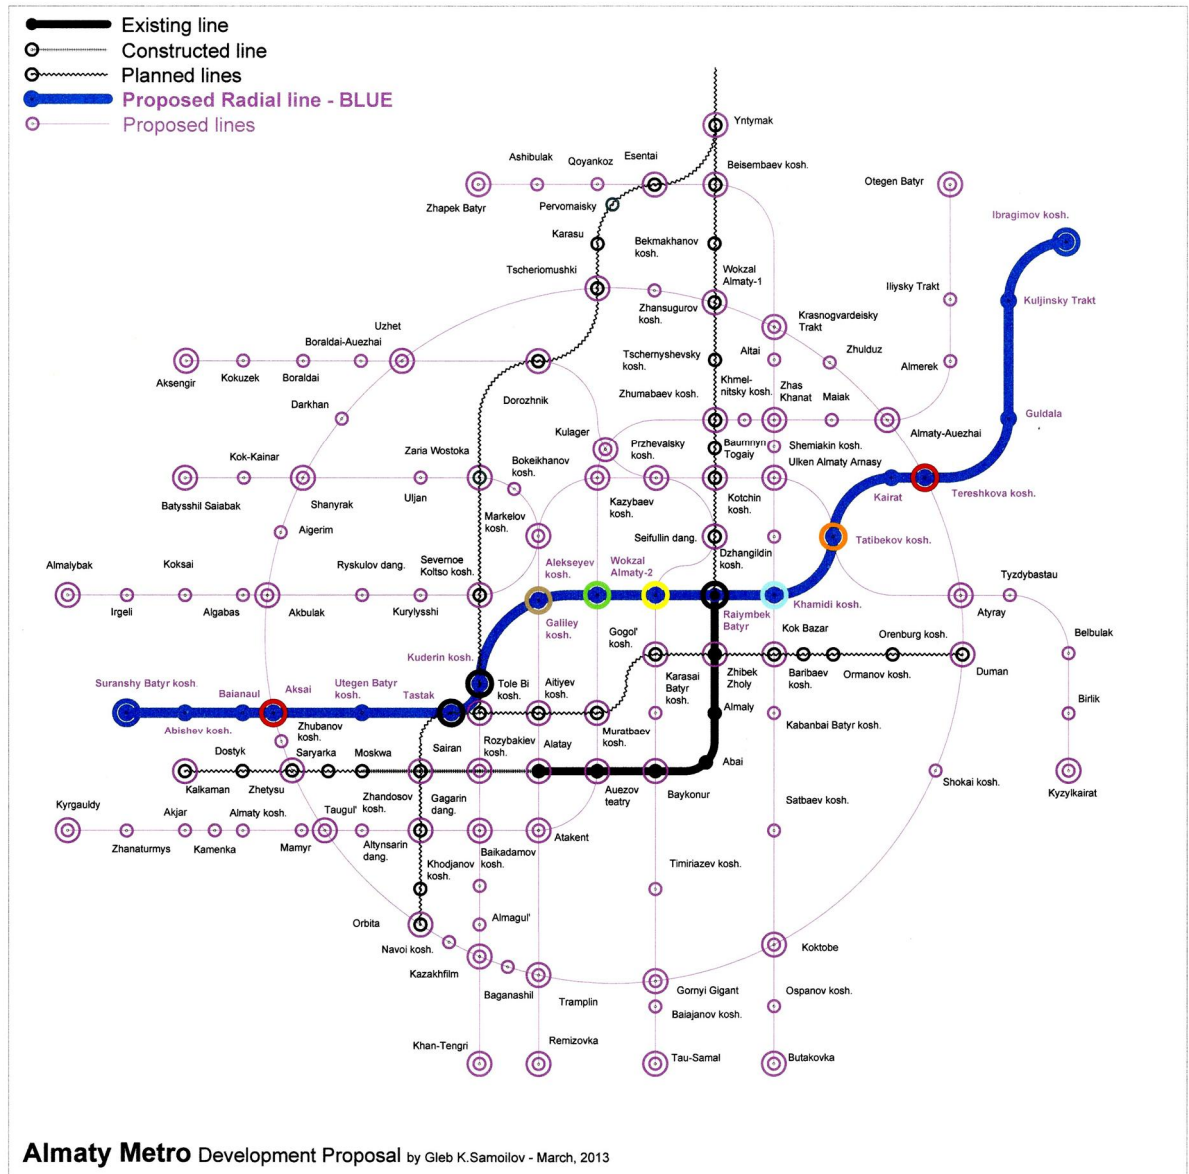 Existing line
Constructed line
Planned lines
Proposed Radial line - BLUE
Proposed lines
Yntymak
Ashibulak
Qoyankoz
Esentai
Beisembaev kosh.
Otegen Batyr
Zhapek Batyr
Pervomaisky
Ibragimov kosh.
Karasu
Bekmakhanov
kosh.
Tscheriomushki
Wokzal
Almaty-1
Iliysky Trakt
Kuljinsky Trakt
Zhansugurov
kosh.
Krasnogvardeisky
Trakt
Uzhet
Boraldai-Auezhai
Aksengir
Kokuzek
Boraldai
Tschernyshevsky
kosh.
Altai
Zhulduz
Almerek
Dorozhnik
Zhumabaev kosh.
Khmel-
nitsky kosh.
Zhas
Khanat
Maiak
Darkhan
Guldala
Kulager
Almaty-Auezhai
Przhevalsky
kosh.
Baumnyn
Togaiy
Shemiakin kosh.
Kok-Kainar
Zaria Wostoka
Bokeikhanov
kosh.
Ulken Almaty Arnasy
Batysshil Saiabak
Shanyrak
Uljan
Markelov
kosh.
Kazybaev
kosh.
Kotchin
kosh.
Kairat
Tereshkova kosh.
Aigerim
Seifullin dang.
Dzhangildin
kosh.
Tatibekov kosh.
Almalybak
Koksai
Ryskulov dang.
Severnoe
Koltso kosh.
Alekseyev
kosh.
Wokzal
Almaty-2
Tyzdybastau
Irgeli
Algabas
Akbulak
Kurylysshi
Galiley
kosh.
Raiymbek
Batyr
Khamidi kosh.
Atyray
Gogol'
kosh.
Kok Bazar
Orenburg kosh.
Belbulak
Kuderin kosh.
Suranshy Batyr kosh.
Baianaul
Aksai
Utegen Batyr
kosh.
Tastak
Tole Bi
kosh.
Aitiyev
kosh.
Karasai
Batyr
kosh.
Zhibek
Zholy
Baribaev
kosh.
Ormanov kosh.
Duman
Birlik
Abishev kosh.
Zhubanov
kosh.
Almaly
Kabanbai Batyr kosh.
Dostyk
Saryarka
Moskwa
Sairan
Rozybakiev
kosh.
Alatay
Muratbaev
kosh.
Abai
Kalkaman
Zhetysu
Zhandosov
kosh.
Gagarin
dang.
Auezov
teatry
Baykonur
Shokai kosh.
Kyzylkairat
Kyrgauldy
Akjar
Almaty kosh.
Taugul'
Satbaev kosh.
Zhanaturmys
Kamenka
Mamyr
Altynsarin
dang.
Khodjanov
kosh.
Baikadamov
kosh.
Atakent
Timiriazev kosh.
Orbita
Almagul'
Navoi kosh.
Koktobe
Kazakhfilm
Baganashil
Tramplin
Gornyi Gigant
Ospanov kosh.
Baiajanov kosh.
Khan-Tengri
Remizovka
Tau-Samal
Butakovka
Almaty Metro Development Proposal by Gleb K.Samoilov - March, 2013